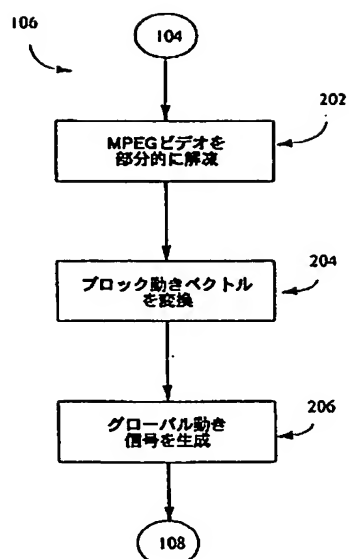 106
104
MPEGビデオを
部分的に解凍
202
ブロック動きベクトル
を変換
204
グローバル動き
信号を生成
206
108